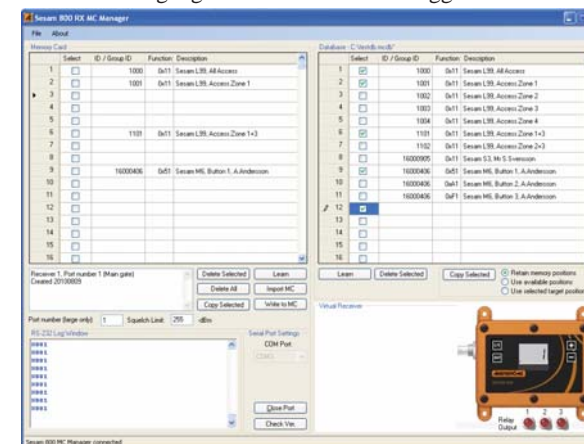 Sesam 800 RX MC Manager
File About
Memory Card
Select ID / Group ID Function Description
1 1000 0x11 Sesam L99, All Access
2 1001 0x11 Sesam L99, Access Zone 1
3
4
5
6 1101 0x11 Sesam L99, Access Zone 1+3
7
8
9 16000406 0x51 Sesam M6, Button 1, A.Andersson
10
11
12
13
14
15
16
Database - C:\testdb.mcdb"
Select ID / Group ID Function Description
1 1000 0x11 Sesam L99, All Access
2 1001 0x11 Sesam L99, Access Zone 1
3 1002 0x11 Sesam L99, Access Zone 2
4 1003 0x11 Sesam L99, Access Zone 3
5 1004 0x11 Sesam L99, Access Zone 4
6 1101 0x11 Sesam L99, Access Zone 1+3
7 1102 0x11 Sesam L99, Access Zone 2+3
8 16000905 0x11 Sesam S3, Mr S.Svensson
9 16000406 0x51 Sesam M6, Button 1, A.Andersson
10 16000406 0xA1 Sesam M6, Button 2, A.Andersson
11 16000406 0xF1 Sesam M6, Button 3, A.Andersson
12
13
14
15
16
Receiver 1, Port number 1 (Main gate)
Created 20100809
Delete Selected Learn
Delete All Import MC
Copy Selected Write to MC
Port number (large only) 1 Squelch Limit 255 -dBm
Learn Delete Selected Copy Selected
Retain memory positions
Use available positions
Use selected target position
RS-232 Log Window
Serial Port Settings
COM Port
COM3
Close Port
Check Ver.
Virtual Receiver
1
1 2 3
Relay
Output
Sesam 800 MC Manager connected